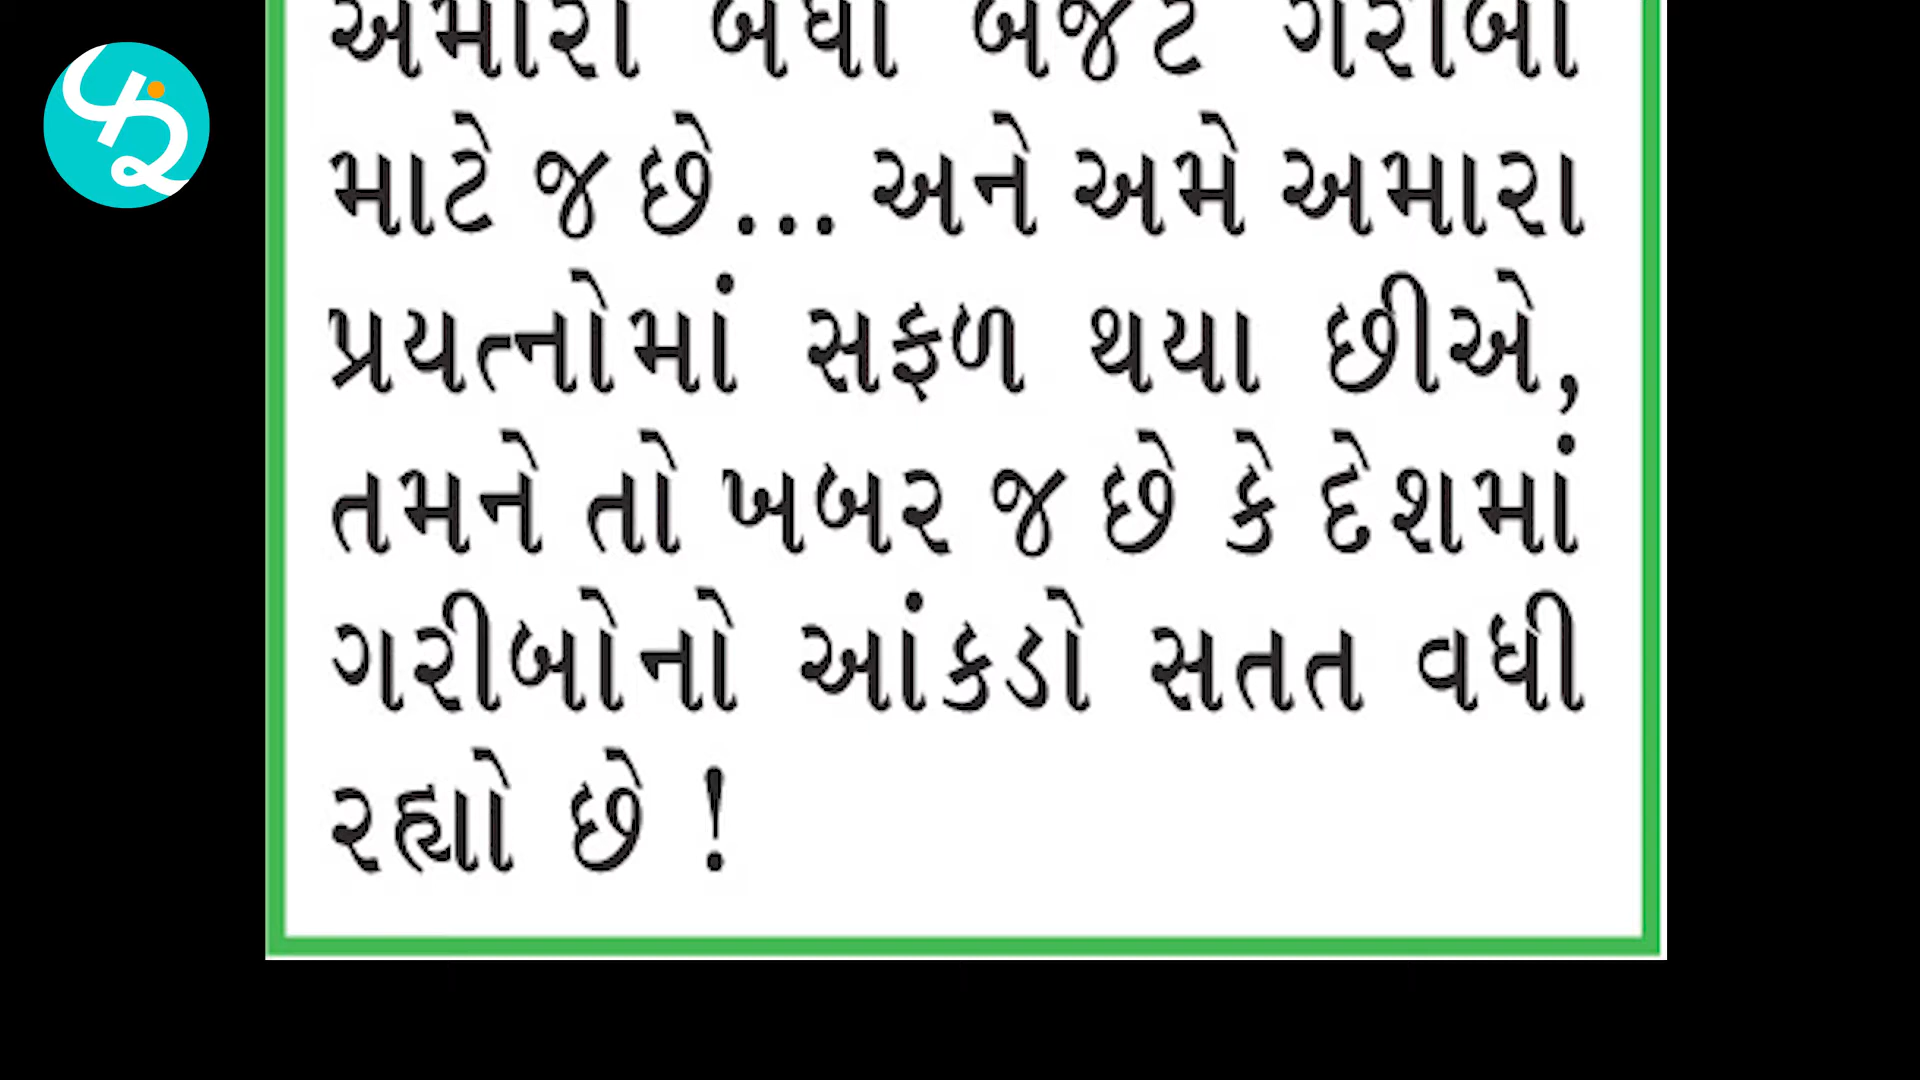 અમારા બધા બજેટ ગરીબો
માટે જ છે... અને અમે અમારા
પ્રયત્નોમાં સફળ થયા છીએ,
તમને તો ખબર જ છે કે દેશમાં
ગરીબોનો આંકડો સતત વધી
રહ્યો છે !